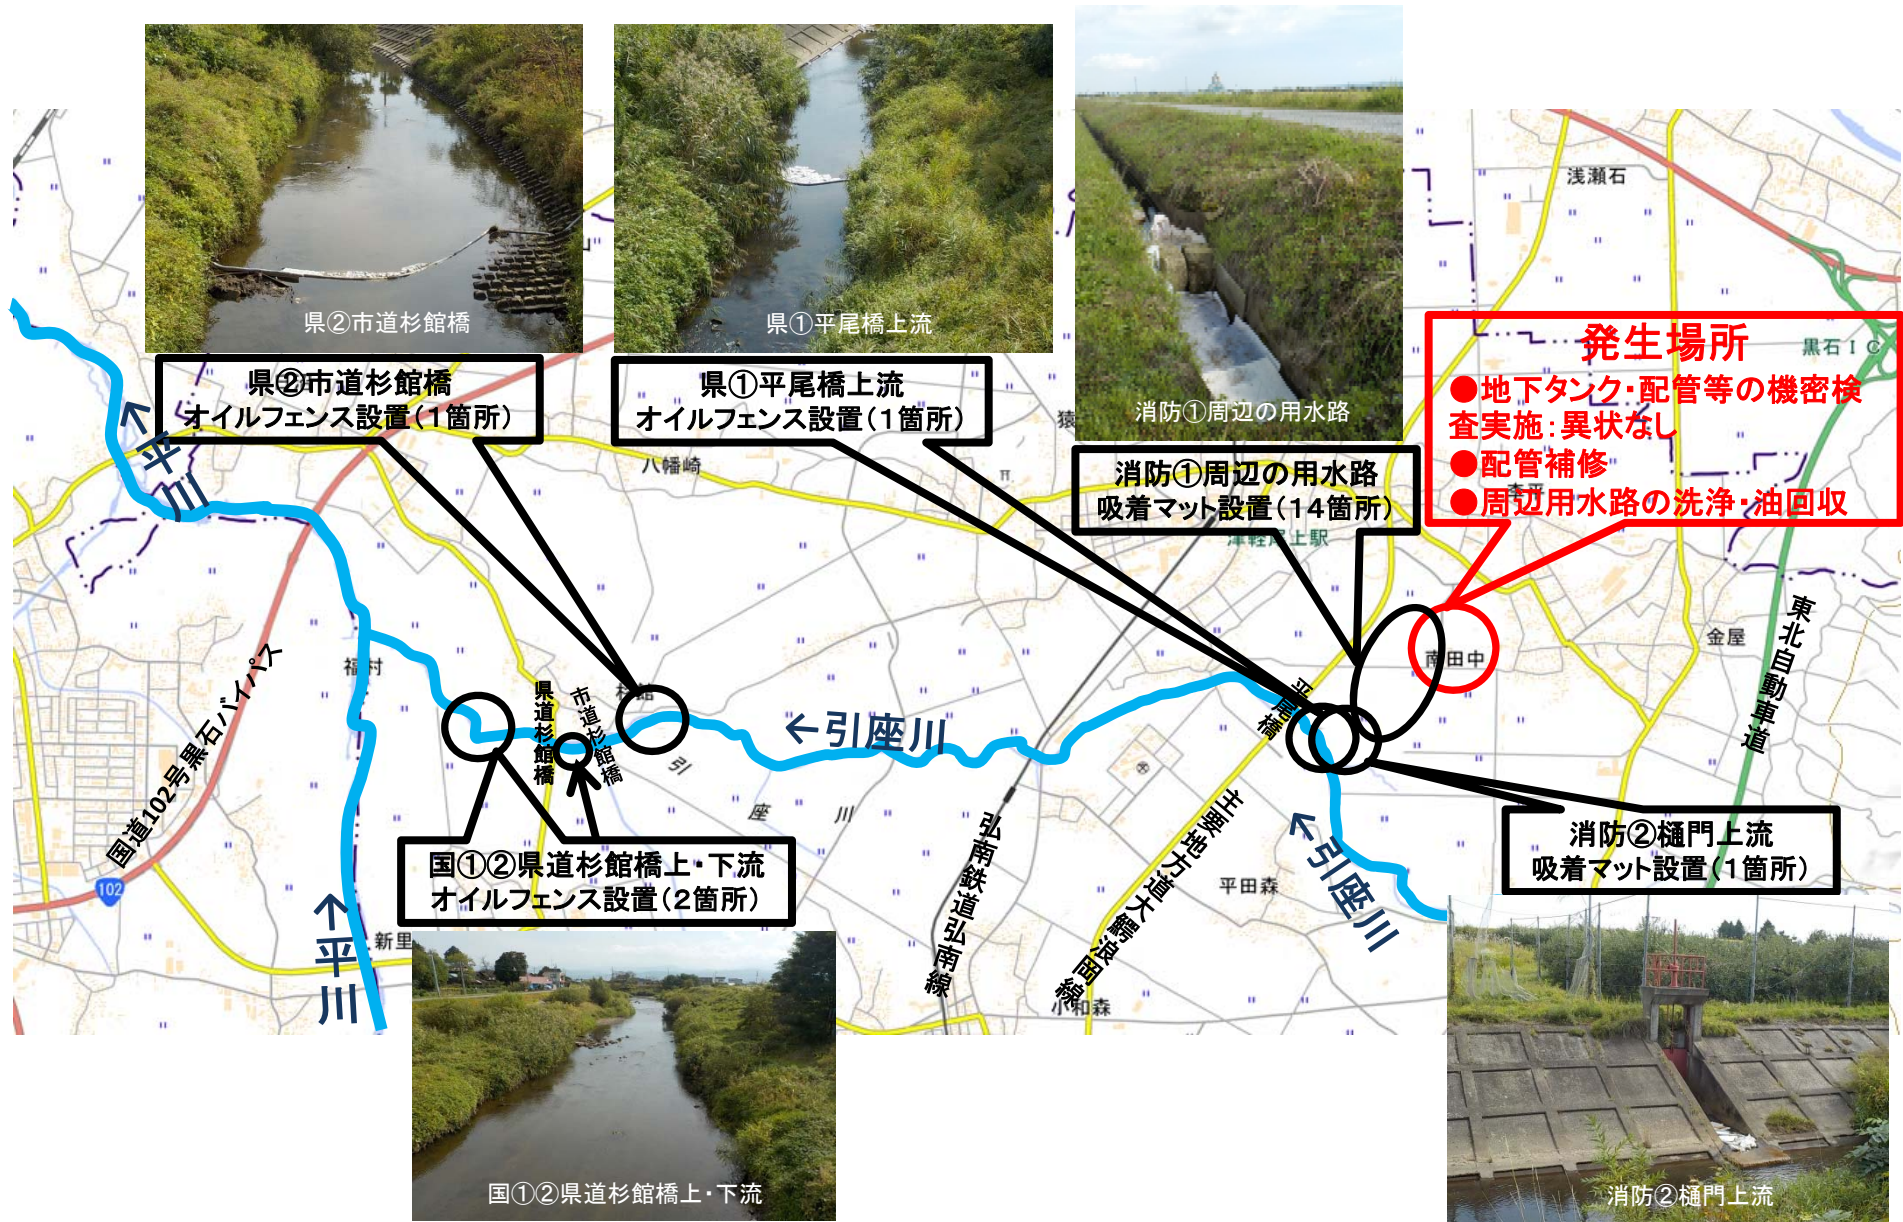 県②市道杉館橋
県①平尾橋上流
消防①周辺の用水路
県②市道杉館橋
オイルフェンス設置(1箇所)
県①平尾橋上流
オイルフェンス設置(1箇所)
消防①周辺の用水路
吸着マット設置(14箇所)
発生場所
●地下タンク・配管等の機密検
査実施:異状なし
●配管補修
●周辺用水路の洗浄・油回収
浅瀬石
黒石IC
李平
猿
八幡崎
津軽尾上駅
←平川
福村
杉館
県道杉館橋
市道杉館橋
←引座川
平尾橋
南田中
金屋
東北自動車道
国道102号黒石バイパス
102
引座川
国①②県道杉館橋上・下流
オイルフェンス設置(2箇所)
弘南鉄道弘南線
主要地方道大鰐浪岡線
←引座川
平田森
消防②樋門上流
吸着マット設置(1箇所)
←平川
新里
小和森
国①②県道杉館橋上・下流
消防②樋門上流